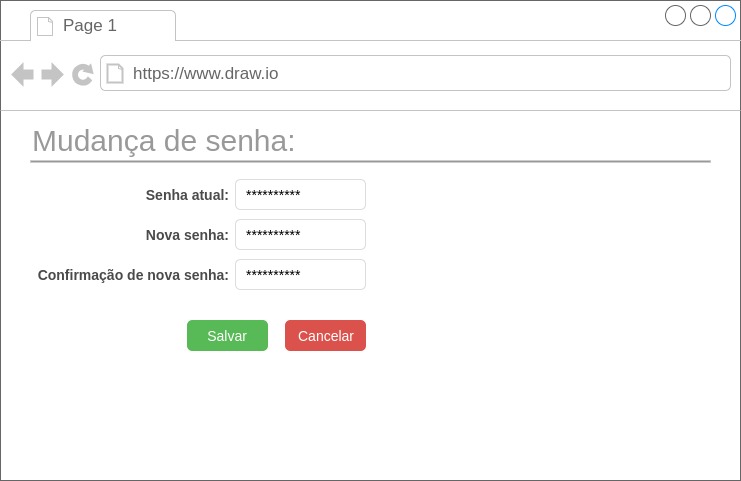 Page 1
https://www.draw.io
Mudança de senha:
Senha atual: **********
Nova senha: **********
Confirmação de nova senha: **********
Salvar Cancelar